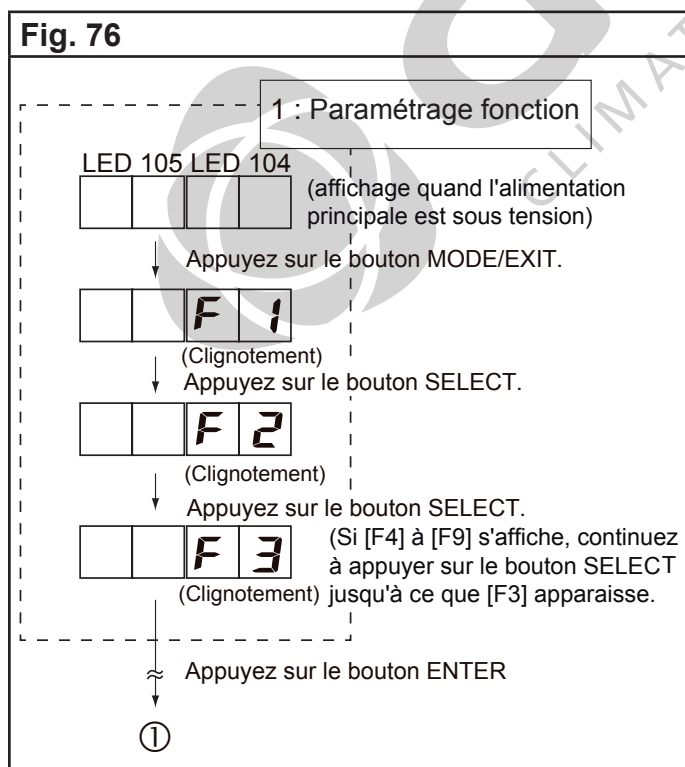 Fig. 76
1 : Paramétrage fonction
LED 105 LED 104
(affichage quand l'alimentation
principale est sous tension)
Appuyez sur le bouton MODE/EXIT.
F 1
(Clignotement)
Appuyez sur le bouton SELECT.
F 2
(Clignotement)
Appuyez sur le bouton SELECT.
F 3
(Si [F4] à [F9] s'affiche, continuez
à appuyer sur le bouton SELECT
(Clignotement) jusqu'à ce que [F3] apparaisse.
Appuyez sur le bouton ENTER
①